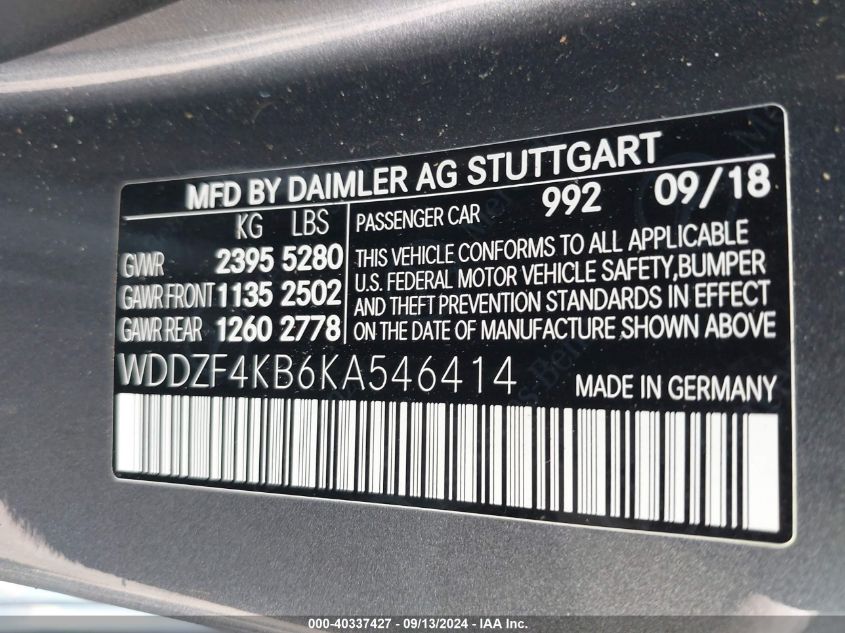 MFD BY DAIMLER AG STUTTGART
KG LBS
GVWR 2395 5280
GAWR FRONT 1135 2502
GAWR REAR 1260 2778
PASSENGER CAR 992 09/18
THIS VEHICLE CONFORMS TO ALL APPLICABLE
U.S. FEDERAL MOTOR VEHICLE SAFETY,BUMPER
AND THEFT PREVENTION STANDARDS IN EFFECT
ON THE DATE OF MANUFACTURE SHOWN ABOVE
WDDZF4KB6KA546414
MADE IN GERMANY
000-40337427 - 09/13/2024 - IAA Inc.